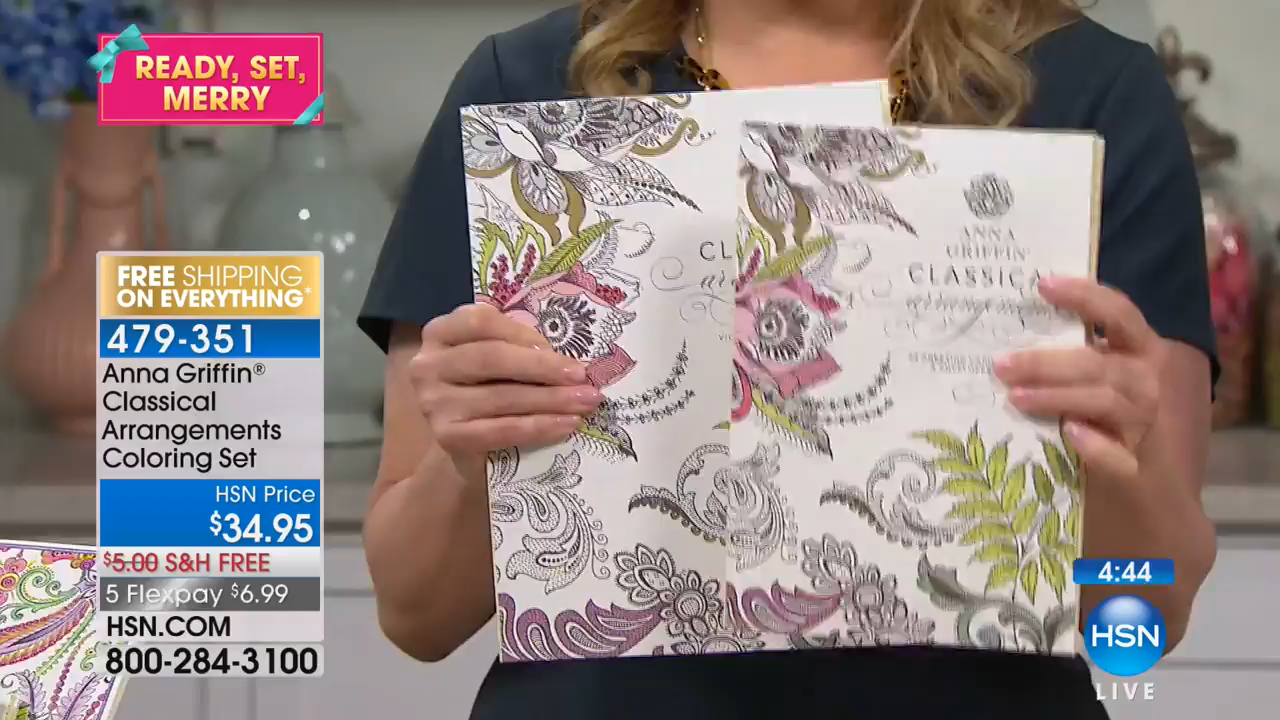 READY, SET,
MERRY
FREE SHIPPING
ON EVERYTHING*
479-351
Anna Griffin®
Classical
Arrangements
Coloring Set
HSN Price
$34.95
$5.00 S&H FREE
5 Flexpay $6.99
HSN.COM
800-284-3100
CL
ANNA
GRIFFIN®
CLASSICA
4:44
HSN
LIVE